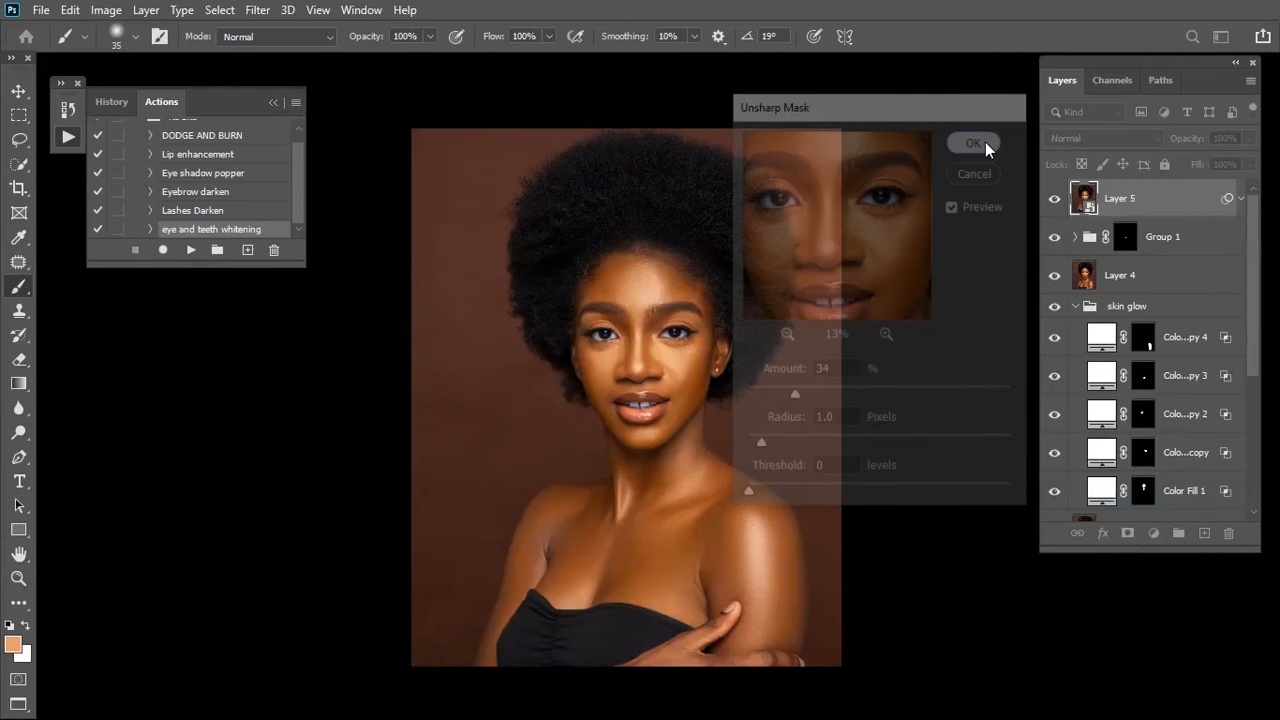 Ps File Edit Image Layer Type Select Filter 3D View Window Help
35 Mode: Normal Opacity: 100% Flow: 100% Smoothing: 10% 19°
History Actions
DODGE AND BURN
Lip enhancement
Eye shadow popper
Eyebrow darken
Lashes Darken
eye and teeth whitening
Unsharp Mask
OK
Cancel
Preview
13%
Amount: 34 %
Radius: 1.0 Pixels
Threshold: 0 levels
Layers Channels Paths
Kind
Normal Opacity: 100%
Lock: Fill: 100%
Layer 5
Group 1
Layer 4
skin glow
Colo...py 4
Colo...py 3
Colo...py 2
Colo...copy
Color Fill 1
fx